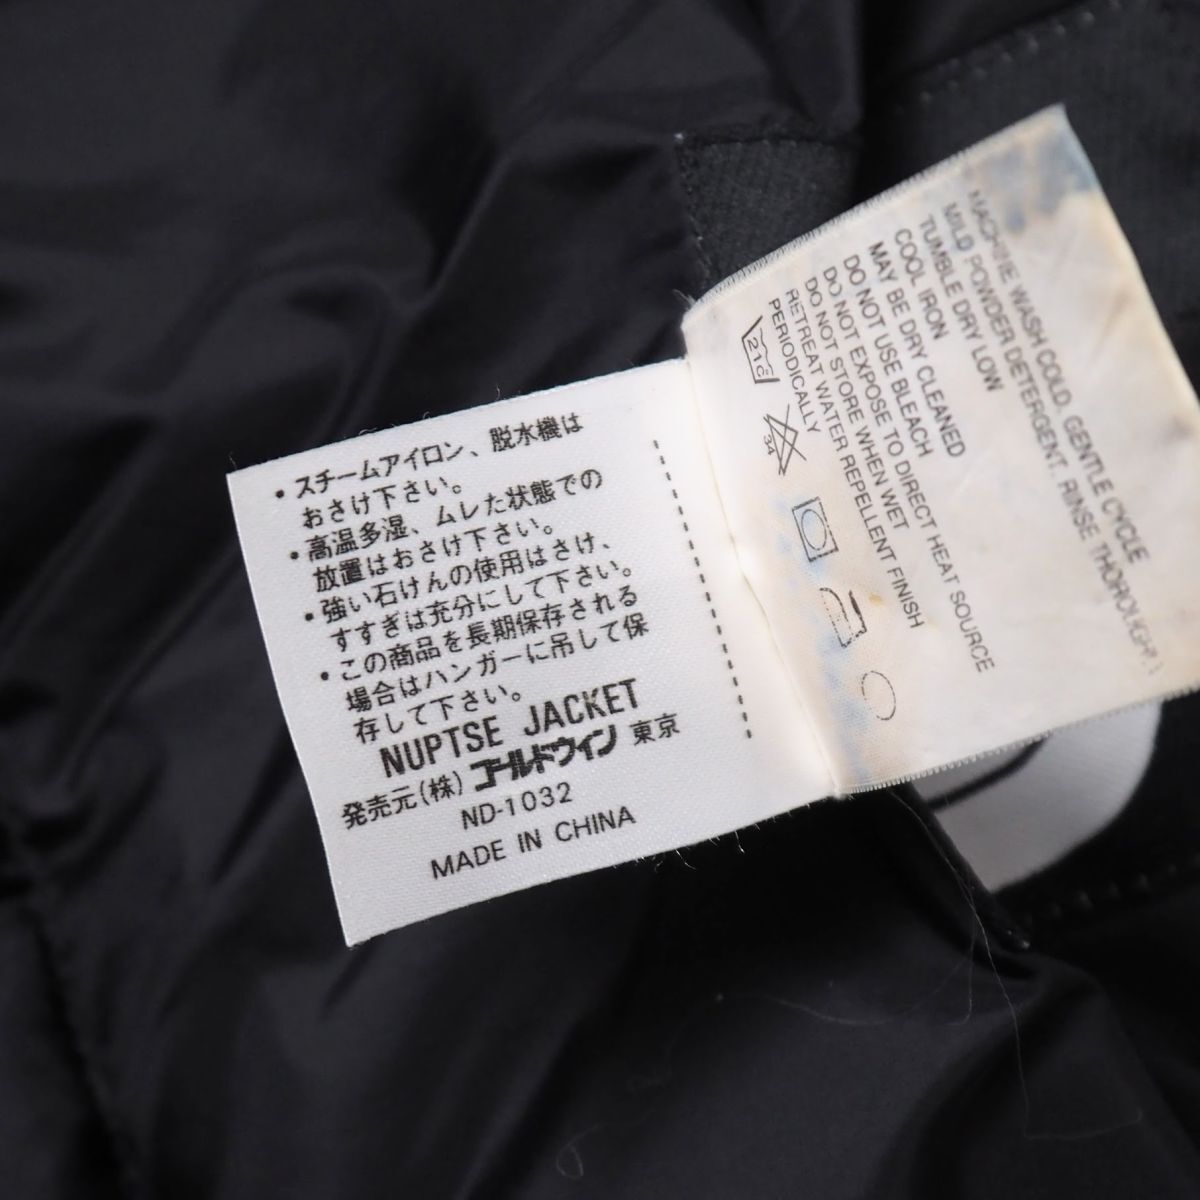 ・スチームアイロン、脱水機は
おさけ下さい。
・高温多湿、ムレた状態での
放置はおさけ下さい。
・強い石けんの使用はさけ、
すすぎは充分にして下さい。
・この商品を長期保存される
場合はハンガーに吊して保
存して下さい。
NUPTSE JACKET
発売元(株)ゴールドウィン 東京
ND-1032
MADE IN CHINA
MACHINE WASH COLD, GENTLE CYCLE
MILD POWDER DETERGENT, RINSE THOROUGHLY
TUMBLE DRY LOW
COOL IRON
MAY BE DRY CLEANED
DO NOT USE BLEACH
DO NOT EXPOSE TO DIRECT HEAT SOURCE
DO NOT STORE WHEN WET
RETREAT WATER REPELLENT FINISH
PERIODICALLY
21c
34